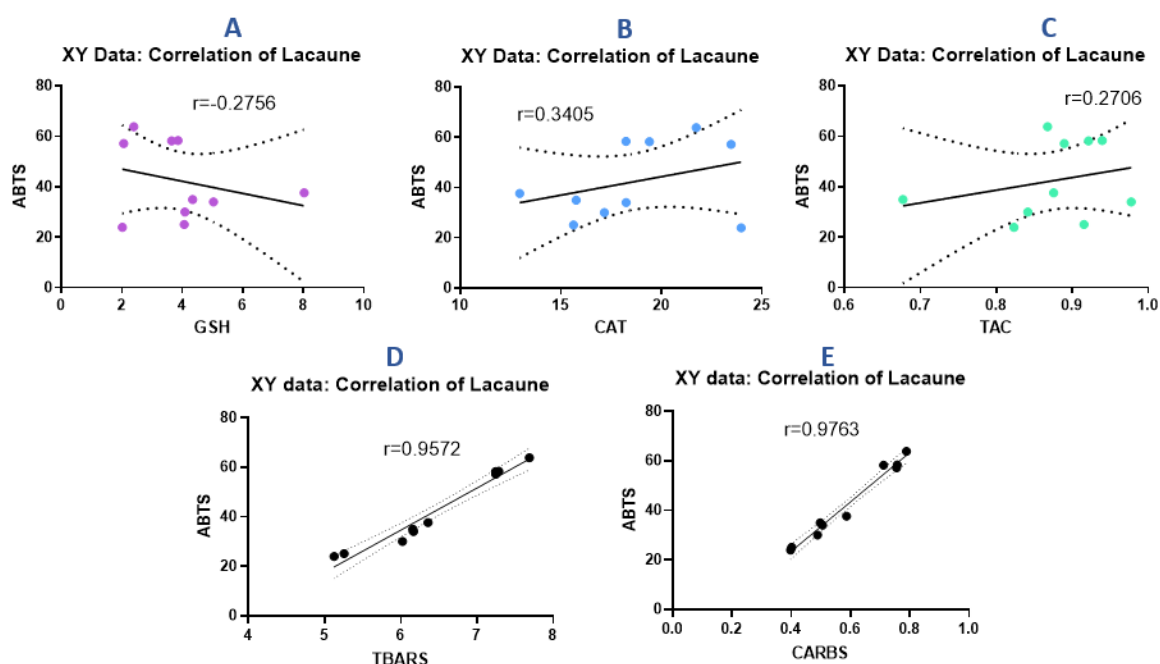 A
XY Data: Correlation of Lacaune
r=-0.2756
80
60
40
20
0
ABTS
0
2
4
6
8
10
GSH
B
XY Data: Correlation of Lacaune
r=0.3405
80
60
40
20
0
ABTS
10
15
20
25
CAT
C
XY Data: Correlation of Lacaune
r=0.2706
80
60
40
20
0
ABTS
0.6
0.7
0.8
0.9
1.0
TAC
D
XY data: Correlation of Lacaune
r=0.9572
80
60
40
20
0
ABTS
4
5
6
7
8
TBARS
E
XY data: Correlation of Lacaune
r=0.9763
80
60
40
20
0
ABTS
0.0
0.2
0.4
0.6
0.8
1.0
CARBS